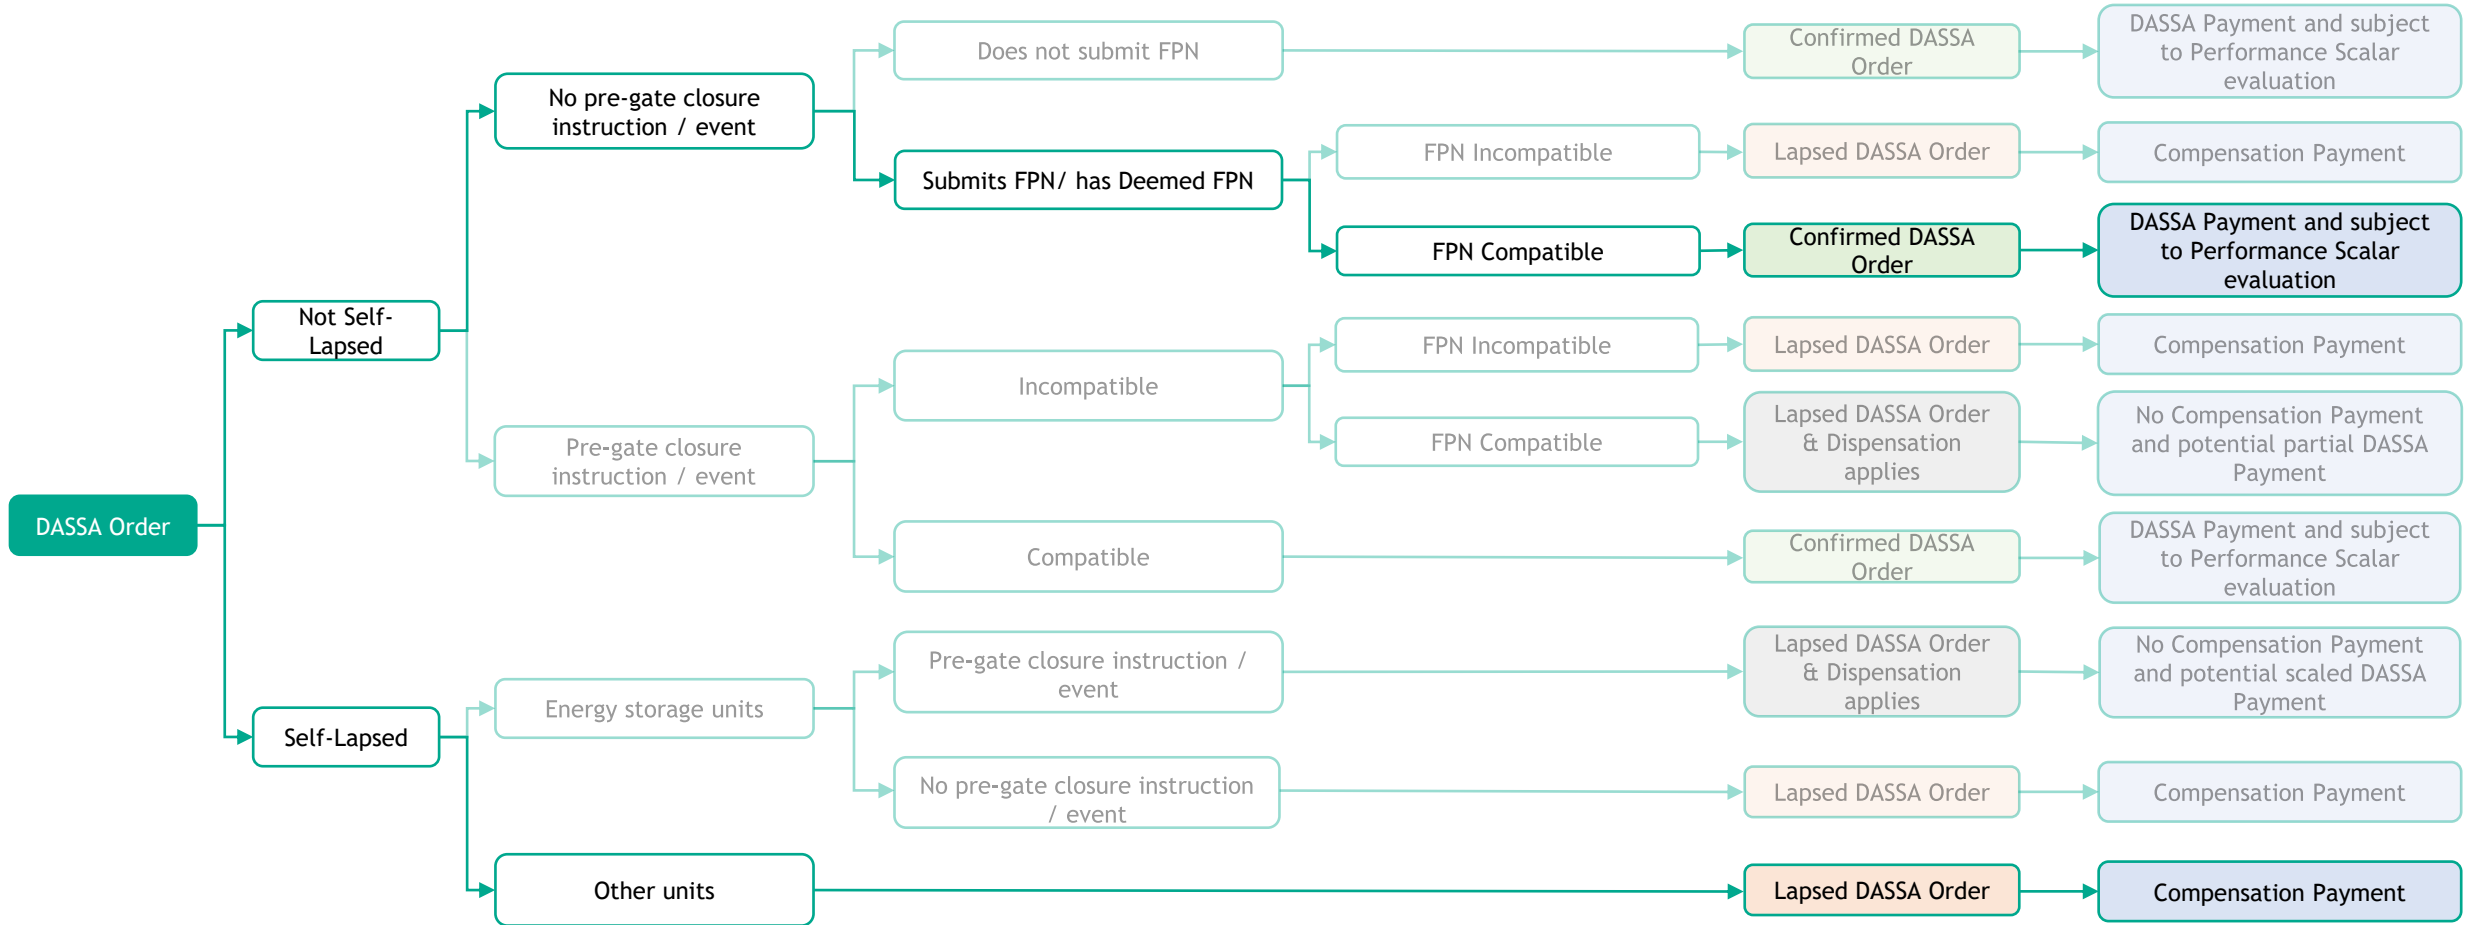 Does not submit FPN
Confirmed DASSA
Order
DASSA Payment and subject
to Performance Scalar
evaluation
No pre-gate closure
instruction / event
FPN Incompatible
Lapsed DASSA Order
Compensation Payment
Submits FPN/ has Deemed FPN
FPN Compatible
Confirmed DASSA
Order
DASSA Payment and subject
to Performance Scalar
evaluation
Not Self-
Lapsed
FPN Incompatible
Lapsed DASSA Order
Compensation Payment
Incompatible
FPN Compatible
Lapsed DASSA Order
& Dispensation
applies
No Compensation Payment
and potential partial DASSA
Payment
Pre-gate closure
instruction / event
DASSA Order
Compatible
Confirmed DASSA
Order
DASSA Payment and subject
to Performance Scalar
evaluation
Pre-gate closure instruction /
event
Lapsed DASSA Order
& Dispensation
applies
No Compensation Payment
and potential scaled DASSA
Payment
Energy storage units
Self-Lapsed
No pre-gate closure instruction
/ event
Lapsed DASSA Order
Compensation Payment
Other units
Lapsed DASSA Order
Compensation Payment